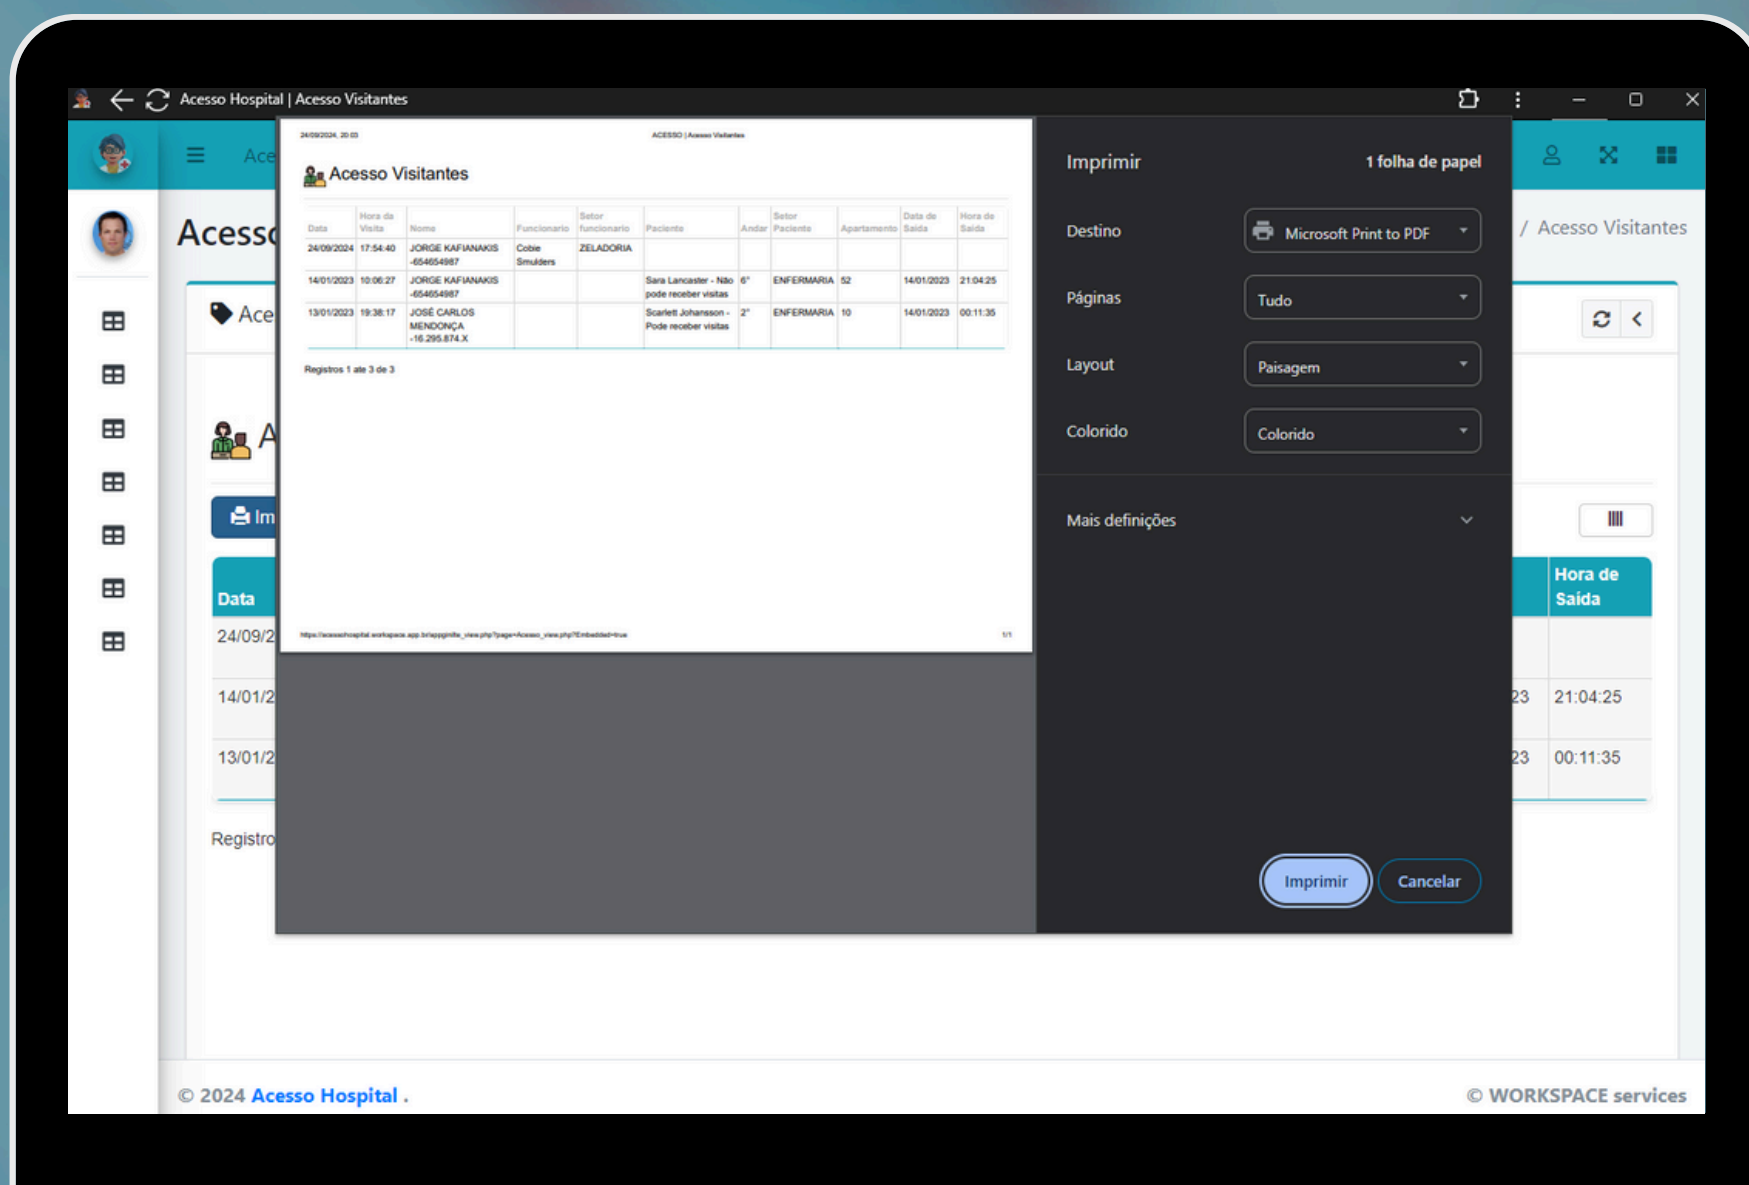 Acesso Hospital | Acesso Visitantes
Ace
Acesso
/ Acesso Visitantes
Ace
A
Im
Data
Hora de
Saída
24/09/2
14/01/2
23
21:04:25
13/01/2
23
00:11:35
Registro
24/09/2024, 20:03
ACESSO | Acesso Visitantes
Acesso Visitantes
Data
Hora da
Visita
Nome
Funcionario
Setor
funcionario
Paciente
Andar
Setor
Paciente
Apartamento
Data de
Saída
Hora de
Saída
24/09/2024
17:54:40
JORGE KAFIANAKIS
-654654987
Cobie
Smulders
ZELADORIA
14/01/2023
10:06:27
JORGE KAFIANAKIS
-654654987
Sara Lancaster - Não
pode receber visitas
6°
ENFERMARIA
52
14/01/2023
21:04:25
13/01/2023
19:38:17
JOSÉ CARLOS
MENDONÇA
-16.295.874.X
Scarlett Johansson -
Pode receber visitas
2°
ENFERMARIA
10
14/01/2023
00:11:35
Registros 1 ate 3 de 3
1/1
Imprimir
1 folha de papel
Destino
Microsoft Print to PDF
Páginas
Tudo
Layout
Paisagem
Colorido
Colorido
Mais definições
Imprimir
Cancelar
© 2024 Acesso Hospital .
© WORKSPACE services